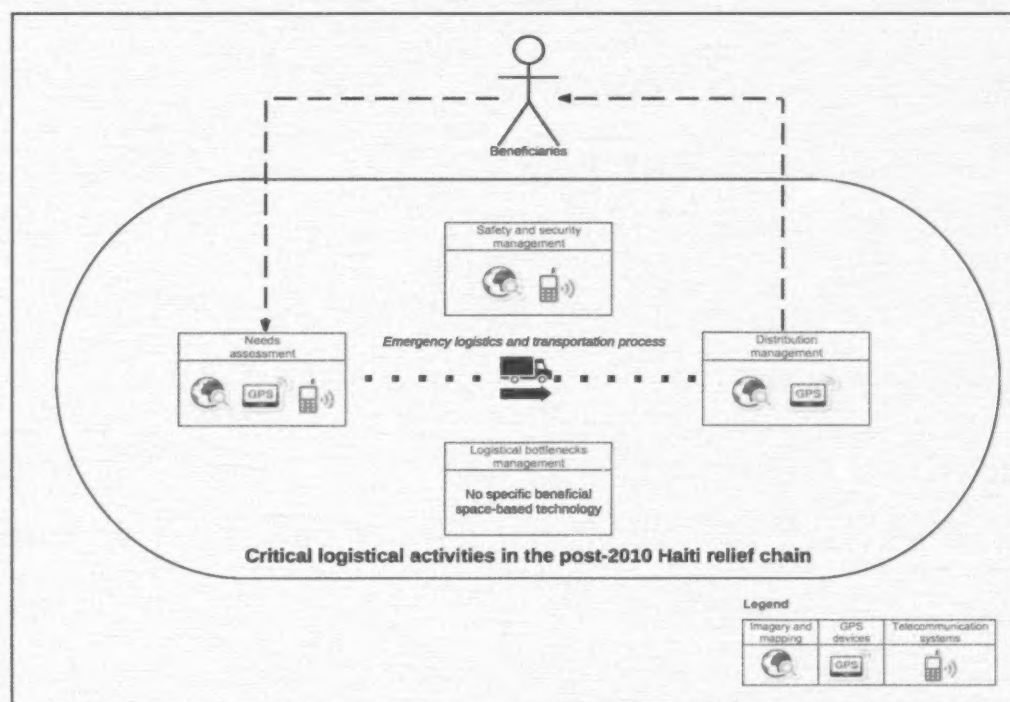 Beneficiaries
Safety and security
management
Needs
assessment
GPS
Emergency logistics and transportation process
Distribution
management
GPS
Logistical bottlenecks
management
No specific beneficial
space-based technology
Critical logistical activities in the post-2010 Haiti relief chain
Legend
Imagery and
mapping
GPS
devices
Telecommunication
systems
GPS